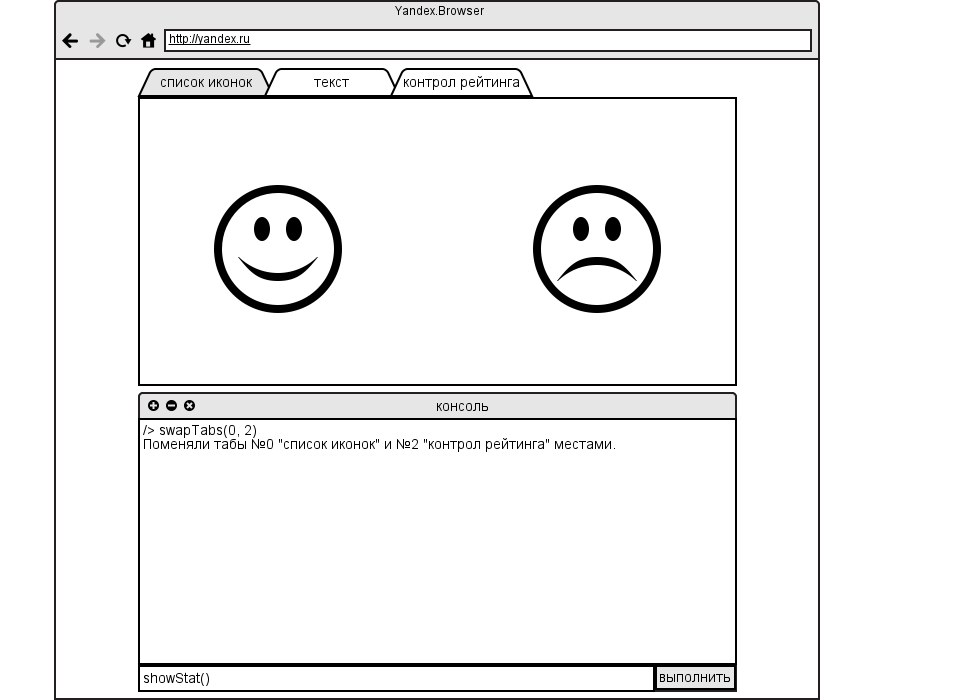 Yandex.Browser
http://yandex.ru
список иконок
текст
контрол рейтинга
консоль
/> swapTabs(0, 2)
Поменяли табы №0 "список иконок" и №2 "контрол рейтинга" местами.
showStat()
выполнить